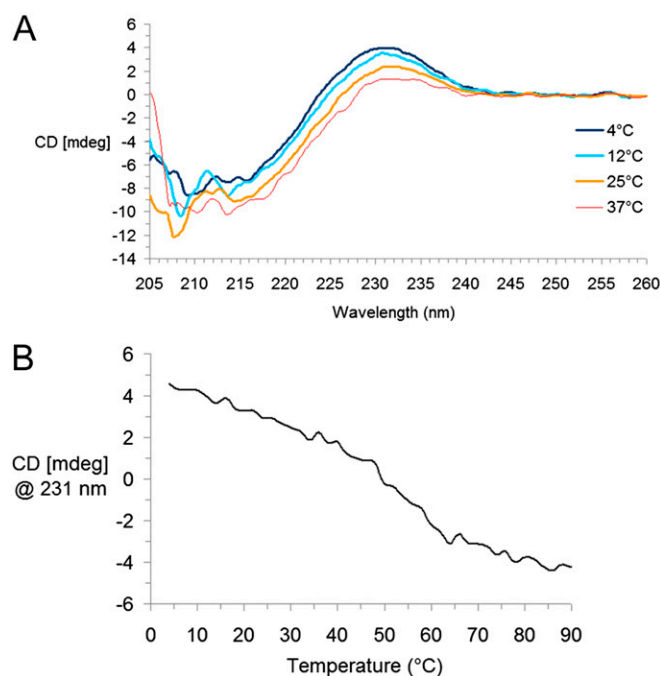 A
6
4
2
0
-2
-4
-6
-8
-10
-12
-14
CD [mdeg]
4°C
12°C
25°C
37°C
205 210 215 220 225 230 235 240 245 250 255 260
Wavelength (nm)
B
6
4
2
0
-2
-4
-6
CD [mdeg]
@ 231 nm
0 10 20 30 40 50 60 70 80 90
Temperature (°C)